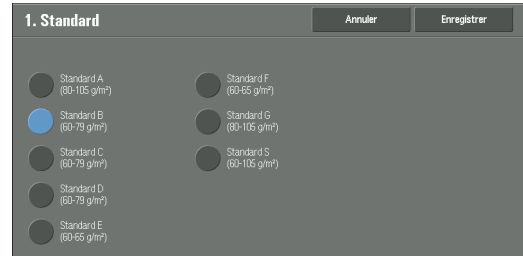 1. Standard
Annuler
Enregistrer
Standard A
(80-105 g/m²)
Standard B
(60-79 g/m²)
Standard C
(60-79 g/m²)
Standard D
(60-79 g/m²)
Standard E
(60-65 g/m²)
Standard F
(60-65 g/m²)
Standard G
(80-105 g/m²)
Standard S
(60-105 g/m²)